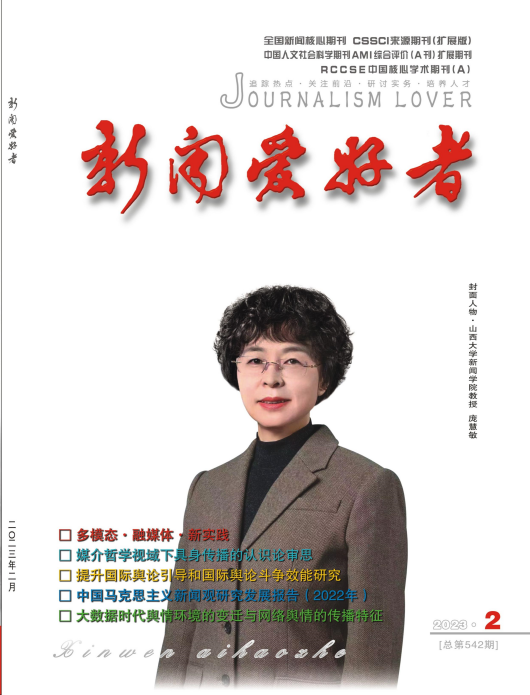 全国新闻核心期刊 CSSCI来源期刊(扩展版)
中国人文社会科学期刊AMI综合评价(A刊)扩展期刊
RCCSE中国核心学术期刊(A)
追踪热点·关注前沿·研讨实务·培养人才
JOURNALISM LOVER
新闻爱好者
新闻爱好者
封面人物·山西大学新闻学院教授 庞慧敏
□ 多模态·融媒体·新实践
□ 媒介哲学视域下具身传播的认识论审思
□ 提升国际舆论引导和国际舆论斗争效能研究
□ 中国马克思主义新闻观研究发展报告(2022年)
□ 大数据时代舆情环境的变迁与网络舆情的传播特征
二〇二三年二月
2023·2
[总第542期]
Xinwen aihaozhe